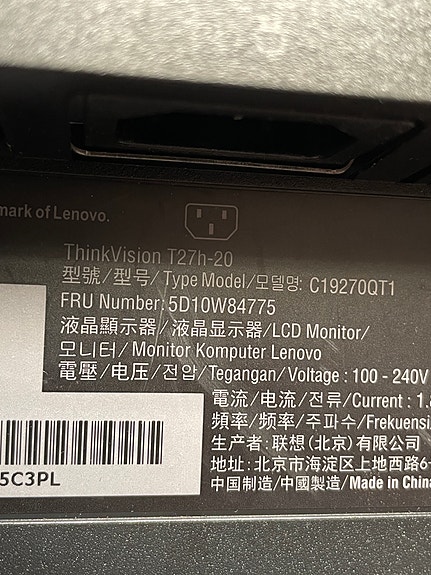 mark of Lenovo.
ThinkVision T27h-20
型號/型号/Type Model/모델명: C19270QT1
FRU Number: 5D10W84775
液晶顯示器/液晶显示器/LCD Monitor/
모니터/Monitor Komputer Lenovo
電壓/电压/전압/Tegangan/Voltage : 100 - 240V
電流/电流/전류/Current : 1.
頻率/频率/주파수/Frekuensi
生产者: 联想(北京)有限公司
地址: 北京市海淀区上地西路6-
中国制造/中國製造/Made in China
5C3PL